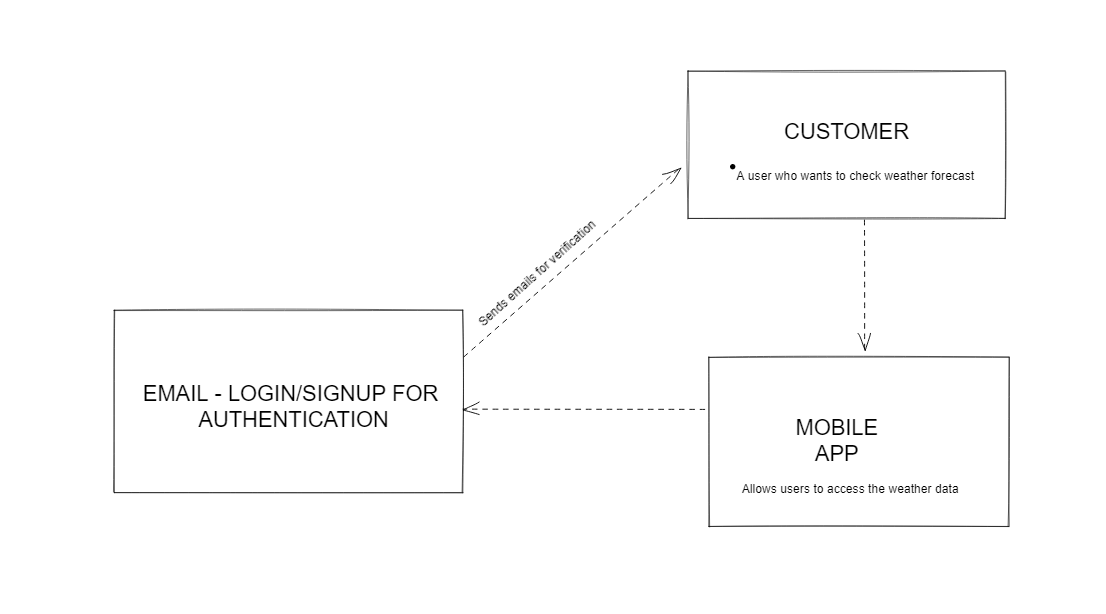 CUSTOMER
A user who wants to check weather forecast
Sends emails for verification
EMAIL - LOGIN/SIGNUP FOR
AUTHENTICATION
MOBILE
APP
Allows users to access the weather data